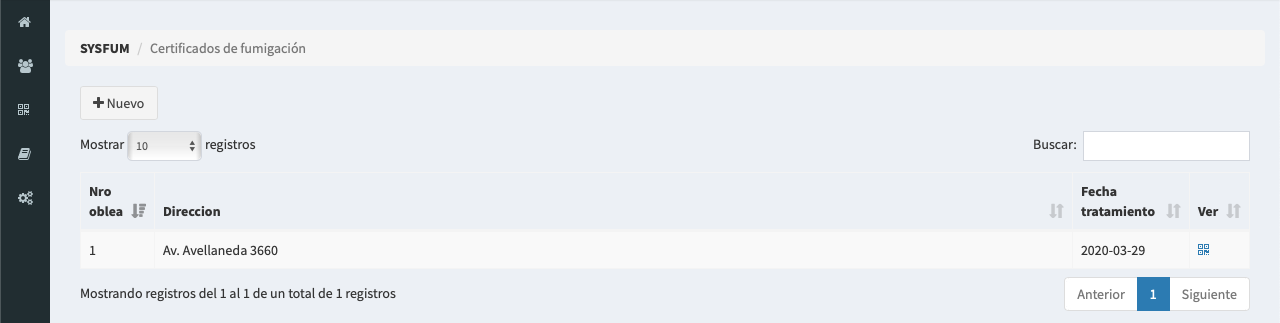 SYSFUM / Certificados de fumigación
Nuevo
Mostrar 10 registros
Buscar:
Nro oblea Direccion Fecha tratamiento Ver
1 Av. Avellaneda 3660 2020-03-29
Mostrando registros del 1 al 1 de un total de 1 registros
Anterior 1 Siguiente